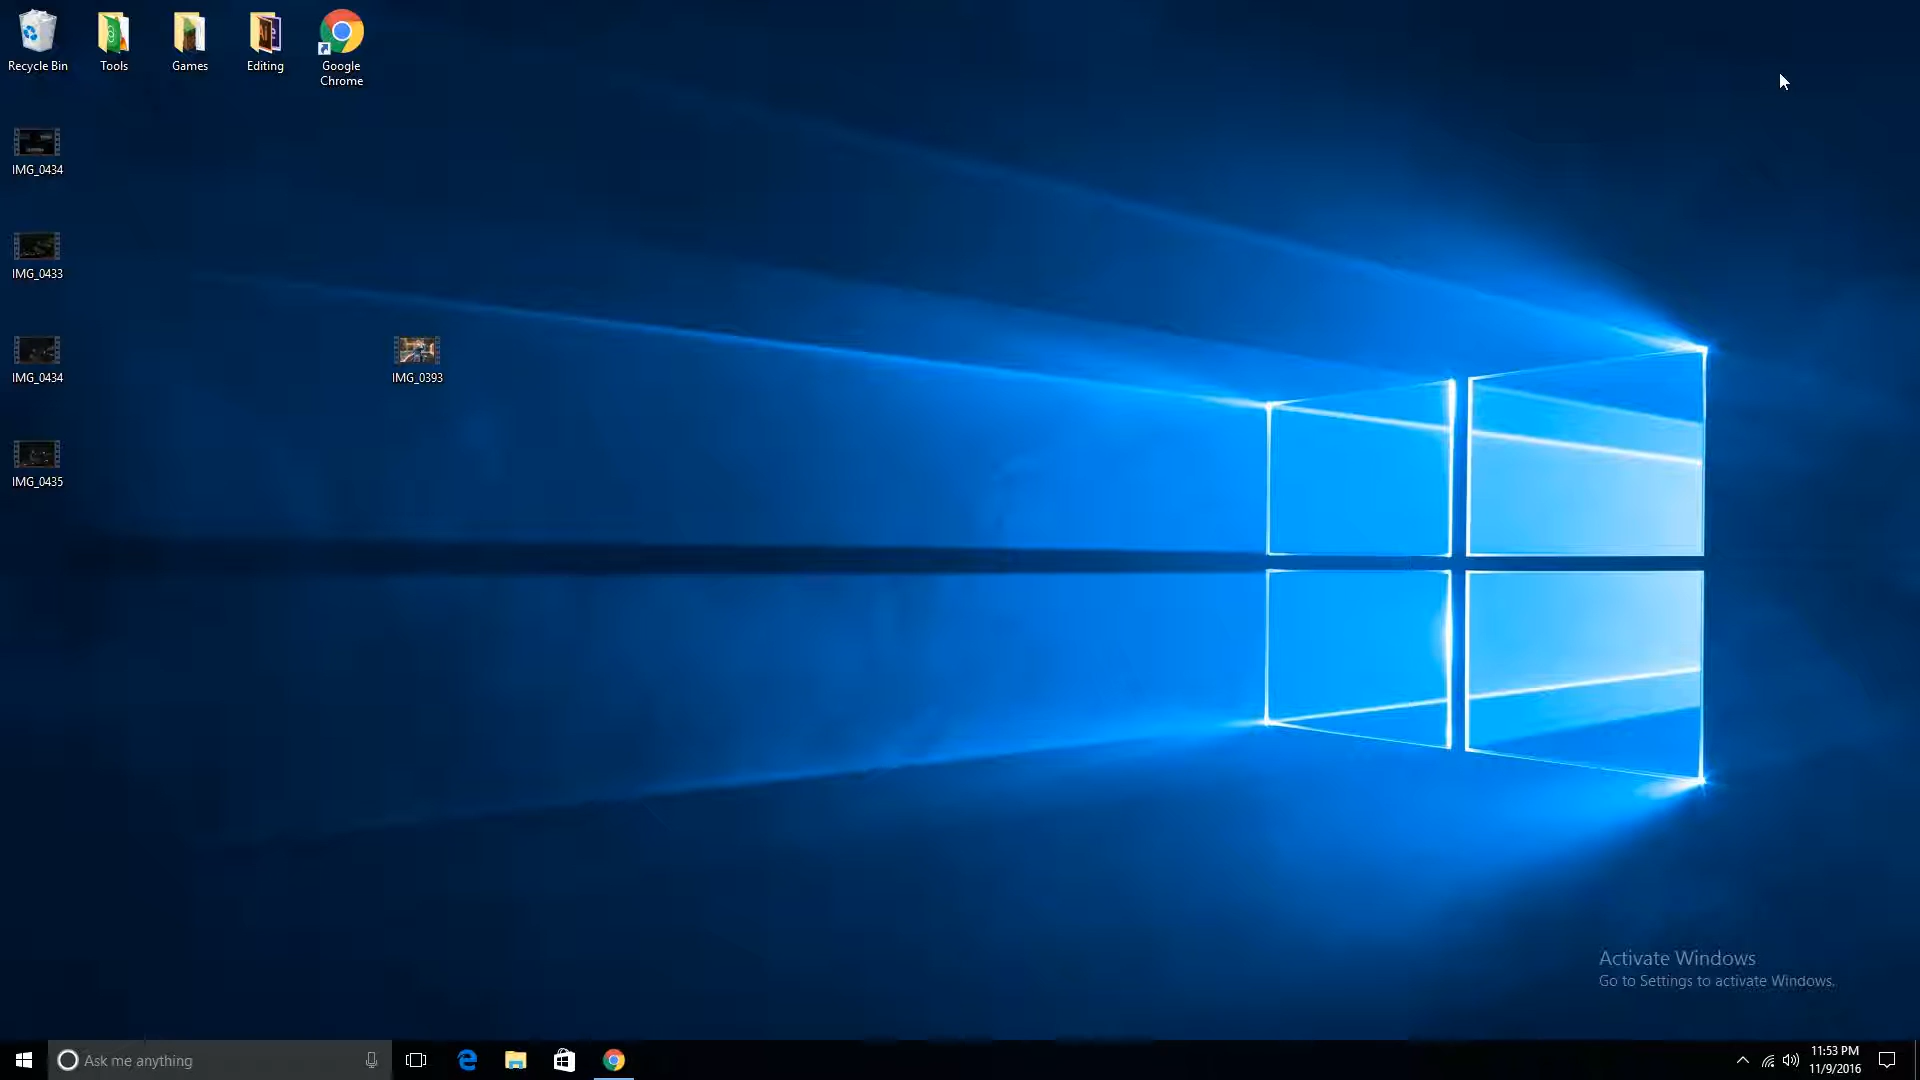 Recycle Bin
Tools
Games
Editing
Google
Chrome
IMG_0434
IMG_0433
IMG_0434
IMG_0393
IMG_0435
Activate Windows
Go to Settings to activate Windows.
Ask me anything
11:53 PM
11/9/2016